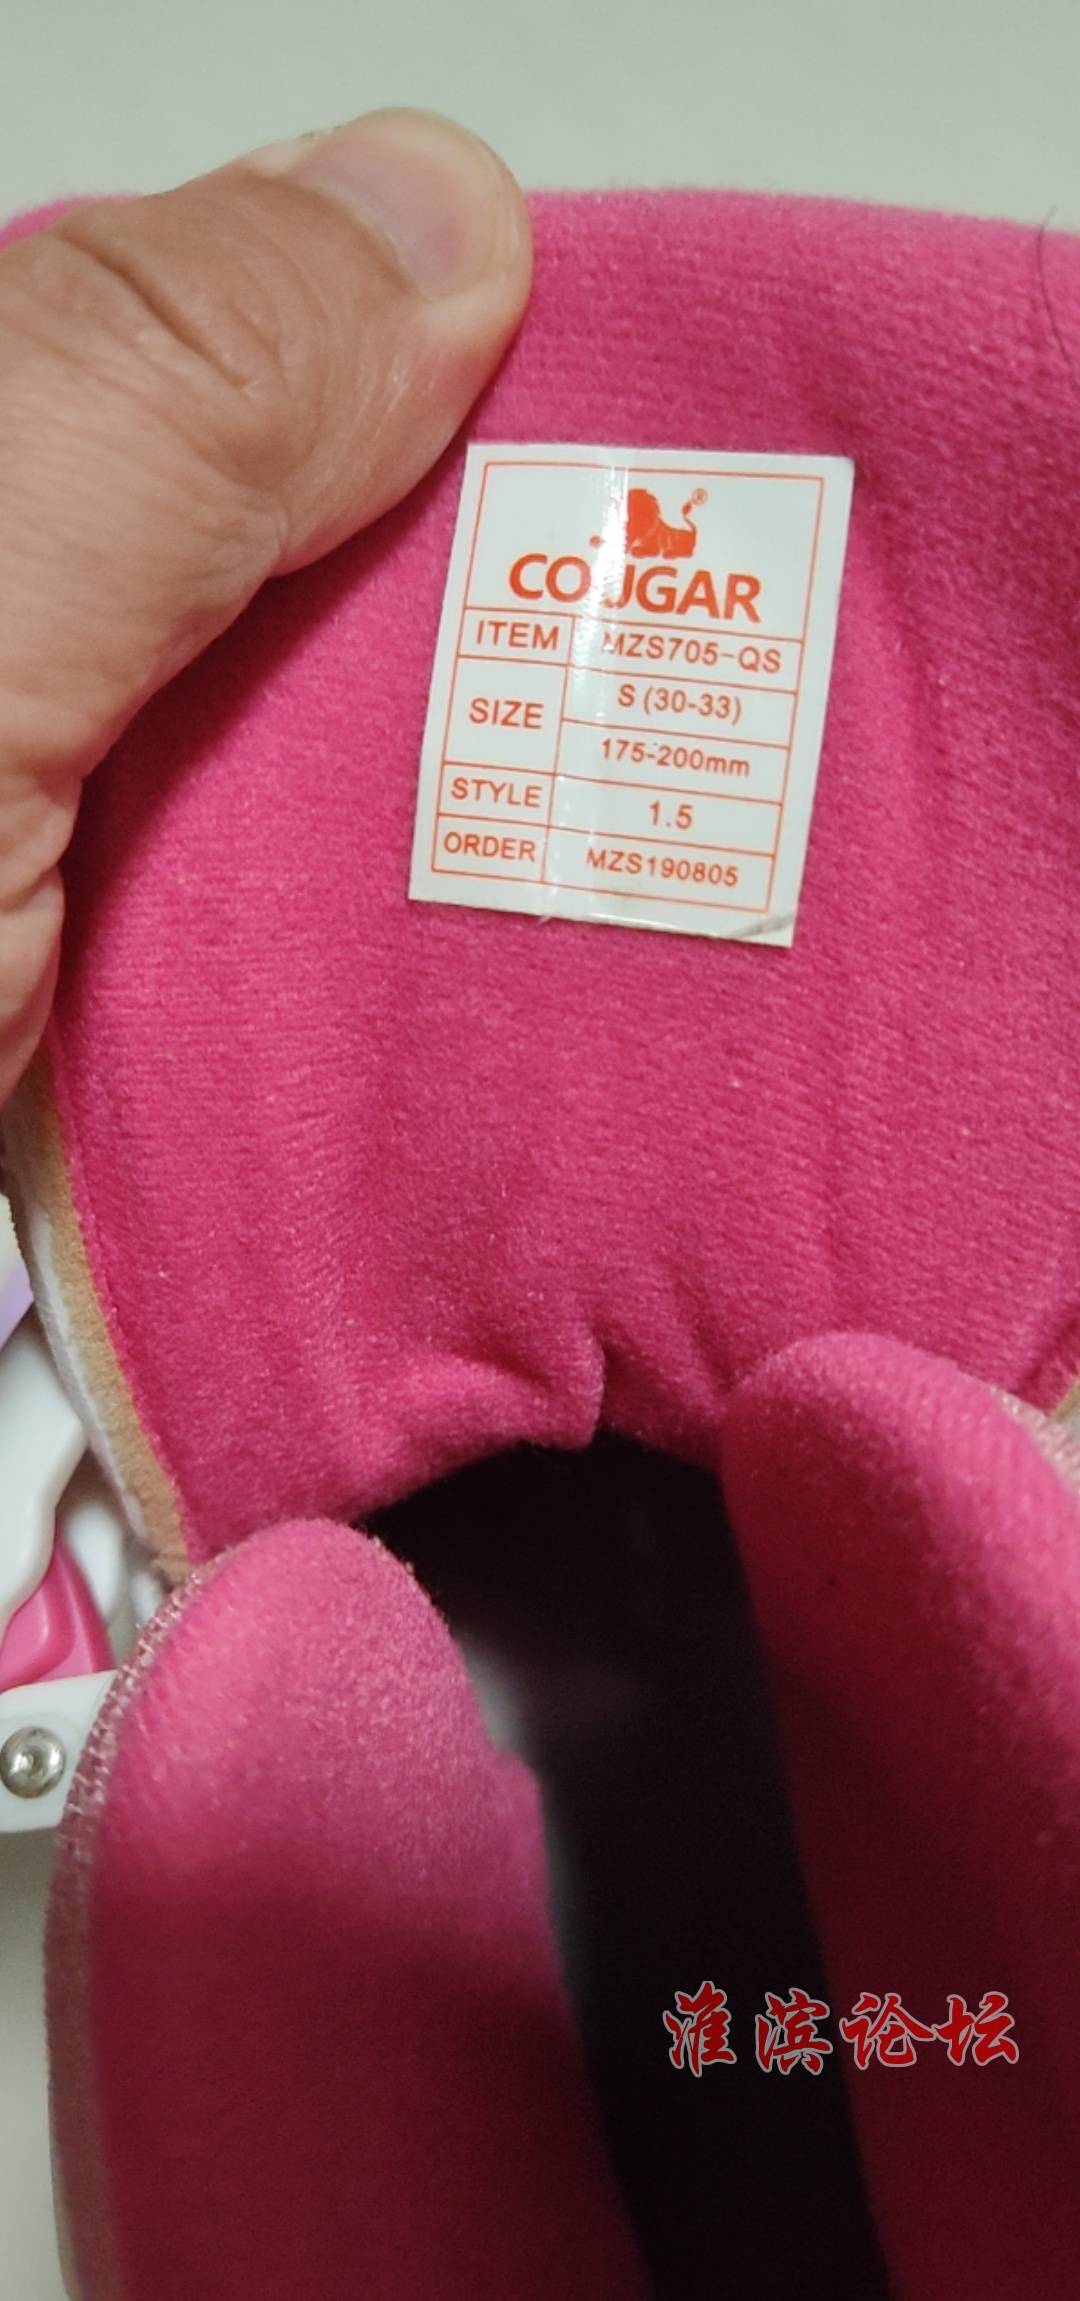 ®
COUGAR
ITEM MZS705-QS
SIZE S (30-33)
175-200mm
STYLE 1.5
ORDER MZS190805
淮滨论坛